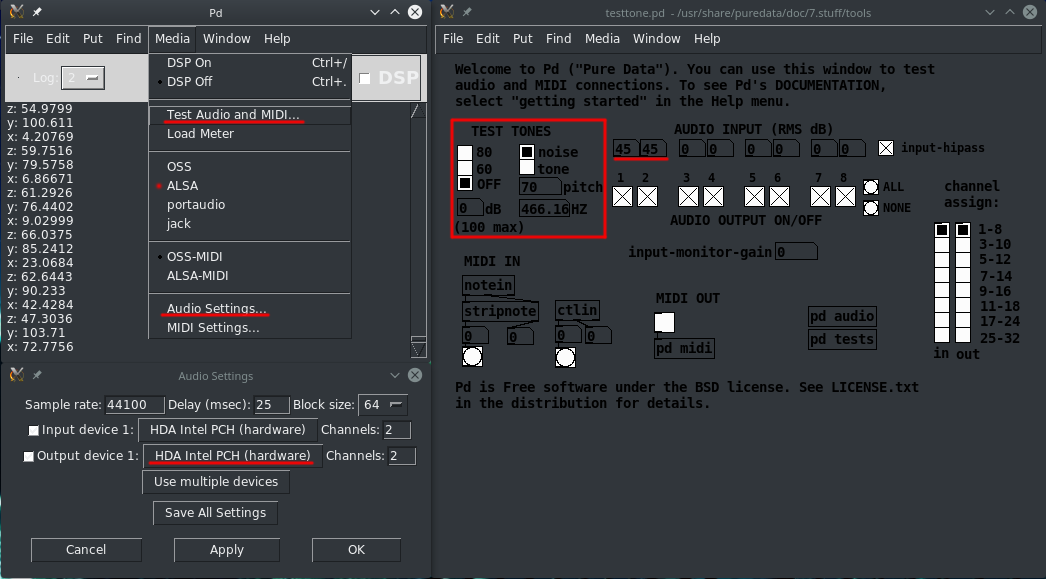 Pd
File Edit Put Find Media Window Help
Log: 2
DSP
DSP On Ctrl+/
DSP Off Ctrl+.
Test Audio and MIDI...
Load Meter
OSS
ALSA
portaudio
jack
OSS-MIDI
ALSA-MIDI
Audio Settings...
MIDI Settings...
z: 54.9799
y: 100.611
x: 4.20769
z: 59.7516
y: 79.5758
x: 6.86671
z: 61.2926
y: 76.4402
x: 9.02999
z: 66.0375
y: 85.2412
x: 23.0684
z: 62.6443
y: 90.233
x: 42.4284
z: 47.3036
y: 103.71
x: 72.7756
Audio Settings
Sample rate: 44100 Delay (msec): 25 Block size: 64
Input device 1: HDA Intel PCH (hardware) Channels: 2
Output device 1: HDA Intel PCH (hardware) Channels: 2
Use multiple devices
Save All Settings
Cancel Apply OK
testtone.pd - /usr/share/puredata/doc/7.stuff/tools
File Edit Put Find Media Window Help
Welcome to Pd ("Pure Data"). You can use this window to test
audio and MIDI connections. To see Pd's DOCUMENTATION,
select "getting started" in the Help menu.
TEST TONES
80 noise
60 tone
OFF 70 pitch
0 dB 466.16HZ
(100 max)
AUDIO INPUT (RMS dB)
45 45 0 0 0 0 0 0 input-hipass
1 2 3 4 5 6 7 8
ALL
NONE
AUDIO OUTPUT ON/OFF
input-monitor-gain 0
channel
assign:
1-8
3-10
5-12
7-14
9-16
11-18
17-24
25-32
in out
MIDI IN
notein
stripnote
0 0
ctlin
0 0
MIDI OUT
pd midi
pd audio
pd tests
Pd is Free software under the BSD license. See LICENSE.txt
in the distribution for details.